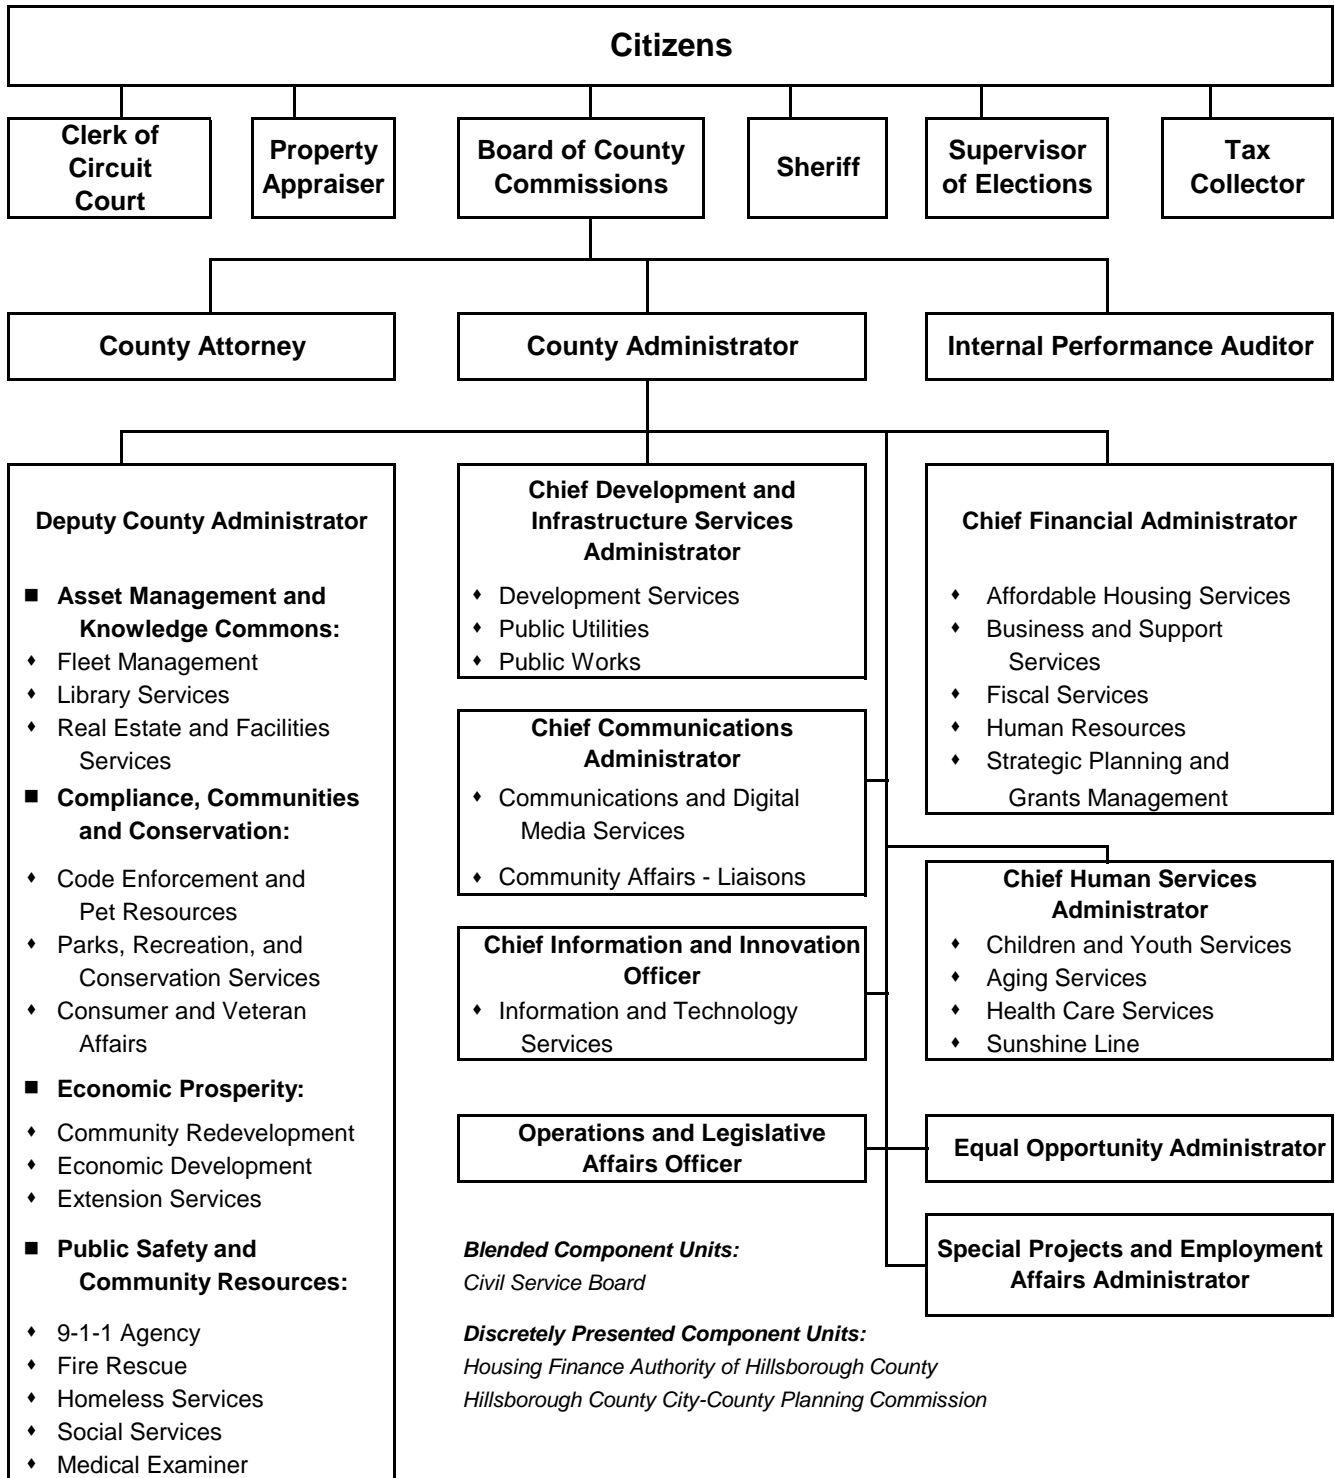 Citizens
Clerk of
Circuit
Court
Property
Appraiser
Board of County
Commissions
Sheriff
Supervisor
of Elections
Tax
Collector
County Attorney
County Administrator
Internal Performance Auditor
Deputy County Administrator
■ Asset Management and
Knowledge Commons:
♦ Fleet Management
♦ Library Services
♦ Real Estate and Facilities
Services
■ Compliance, Communities
and Conservation:
♦ Code Enforcement and
Pet Resources
♦ Parks, Recreation, and
Conservation Services
♦ Consumer and Veteran
Affairs
■ Economic Prosperity:
♦ Community Redevelopment
♦ Economic Development
♦ Extension Services
■ Public Safety and
Community Resources:
♦ 9-1-1 Agency
♦ Fire Rescue
♦ Homeless Services
♦ Social Services
♦ Medical Examiner
Chief Development and
Infrastructure Services
Administrator
♦ Development Services
♦ Public Utilities
♦ Public Works
Chief Communications
Administrator
♦ Communications and Digital
Media Services
♦ Community Affairs - Liaisons
Chief Information and Innovation
Officer
♦ Information and Technology
Services
Operations and Legislative
Affairs Officer
Chief Financial Administrator
♦ Affordable Housing Services
♦ Business and Support
Services
♦ Fiscal Services
♦ Human Resources
♦ Strategic Planning and
Grants Management
Chief Human Services
Administrator
♦ Children and Youth Services
♦ Aging Services
♦ Health Care Services
♦ Sunshine Line
Equal Opportunity Administrator
Special Projects and Employment
Affairs Administrator
Blended Component Units:
Civil Service Board
Discretely Presented Component Units:
Housing Finance Authority of Hillsborough County
Hillsborough County City-County Planning Commission